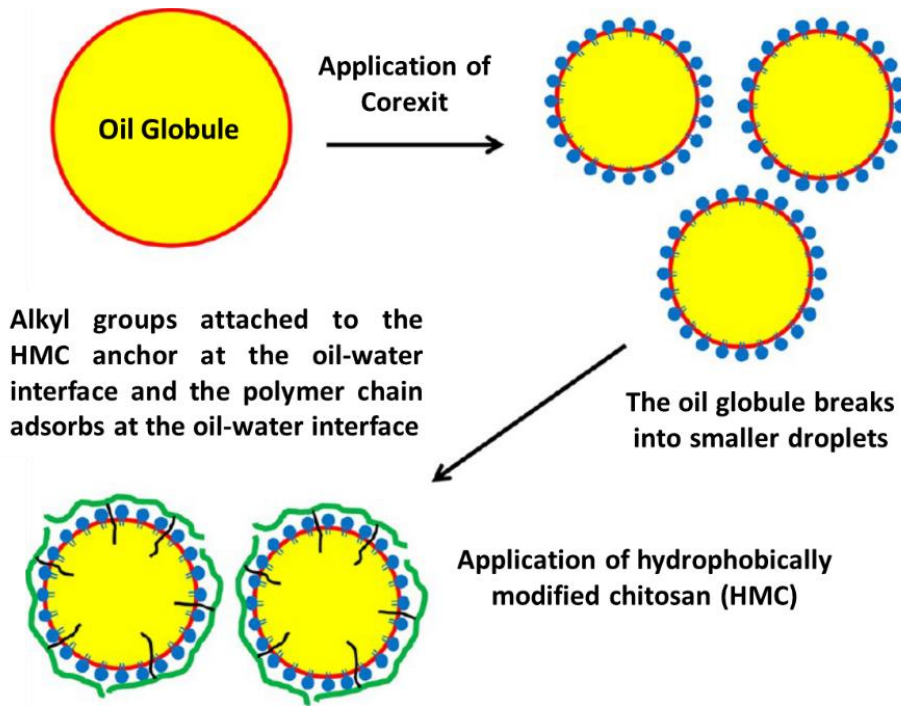 Oil Globule
Application of
Corexit
Alkyl groups attached to the
HMC anchor at the oil-water
interface and the polymer chain
adsorbs at the oil-water interface
The oil globule breaks
into smaller droplets
Application of hydrophobically
modified chitosan (HMC)